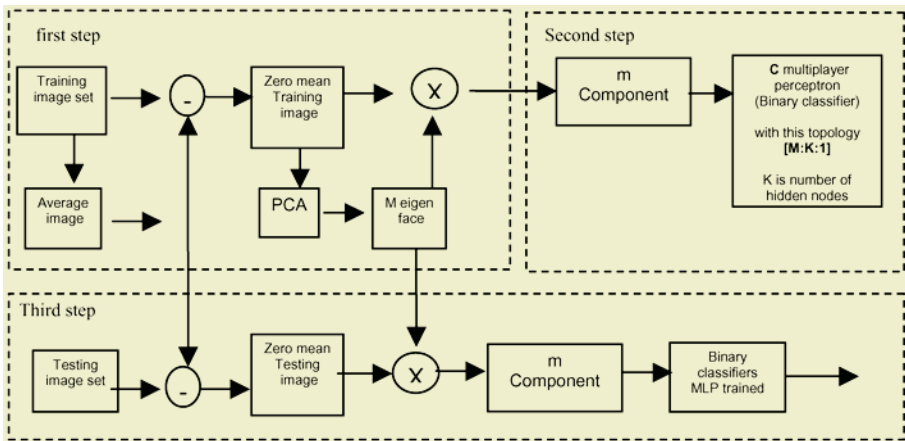 first step
Training
image set
-
Zero mean
Training
image
X
Average
image
PCA
M eigen
face
Second step
m
Component
C multiplayer
perceptron
(Binary classifier)
with this topology
[M:K:1]
K is number of
hidden nodes
Third step
Testing
image set
-
Zero mean
Testing
image
X
m
Component
Binary
classifiers
MLP trained